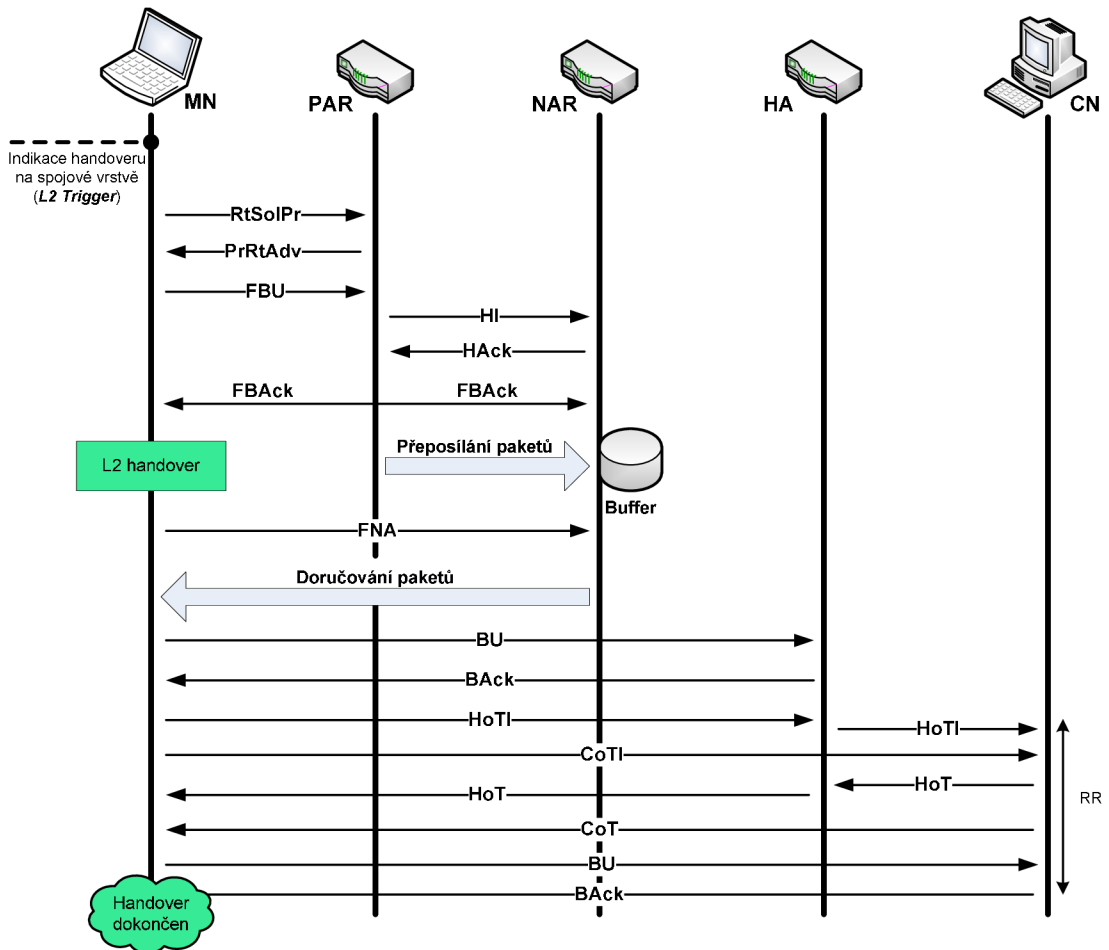 MN
PAR
NAR
HA
CN
Indikace handoveru
na spojové vrstvě
(L2 Trigger)
RtSolPr
PrRtAdv
FBU
HI
HAck
FBAck
FBAck
Přeposílání paketů
L2 handover
Buffer
FNA
Doručování paketů
BU
BAck
HoTI
HoTI
CoTI
HoT
HoT
RR
CoT
BU
BAck
Handover
dokončen